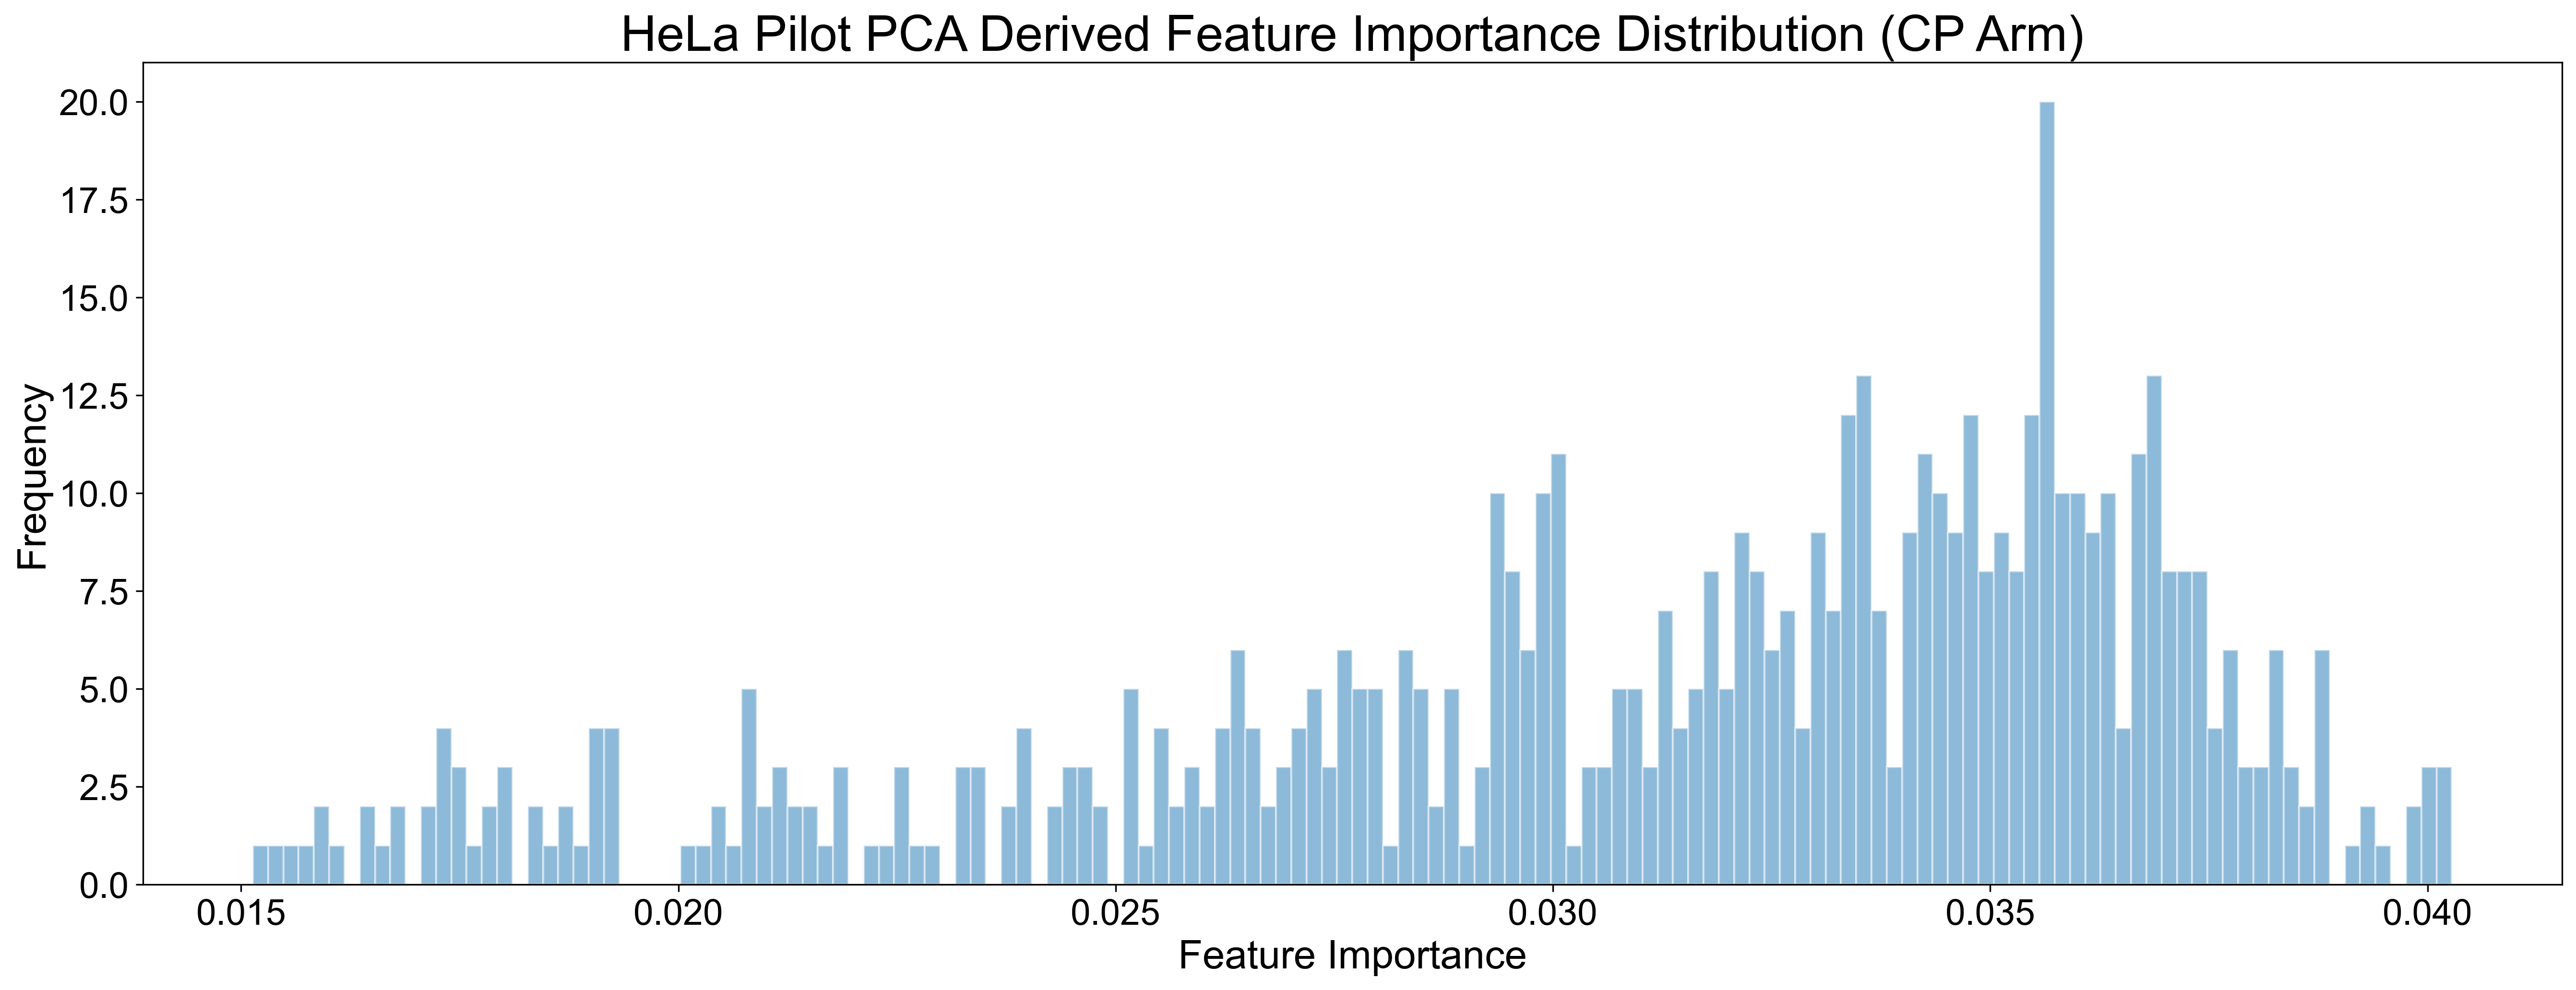 HeLa Pilot PCA Derived Feature Importance Distribution (CP Arm)
20.0
17.5
15.0
12.5
10.0
7.5
5.0
2.5
0.0
Frequency
0.015 0.020 0.025 0.030 0.035 0.040
Feature Importance